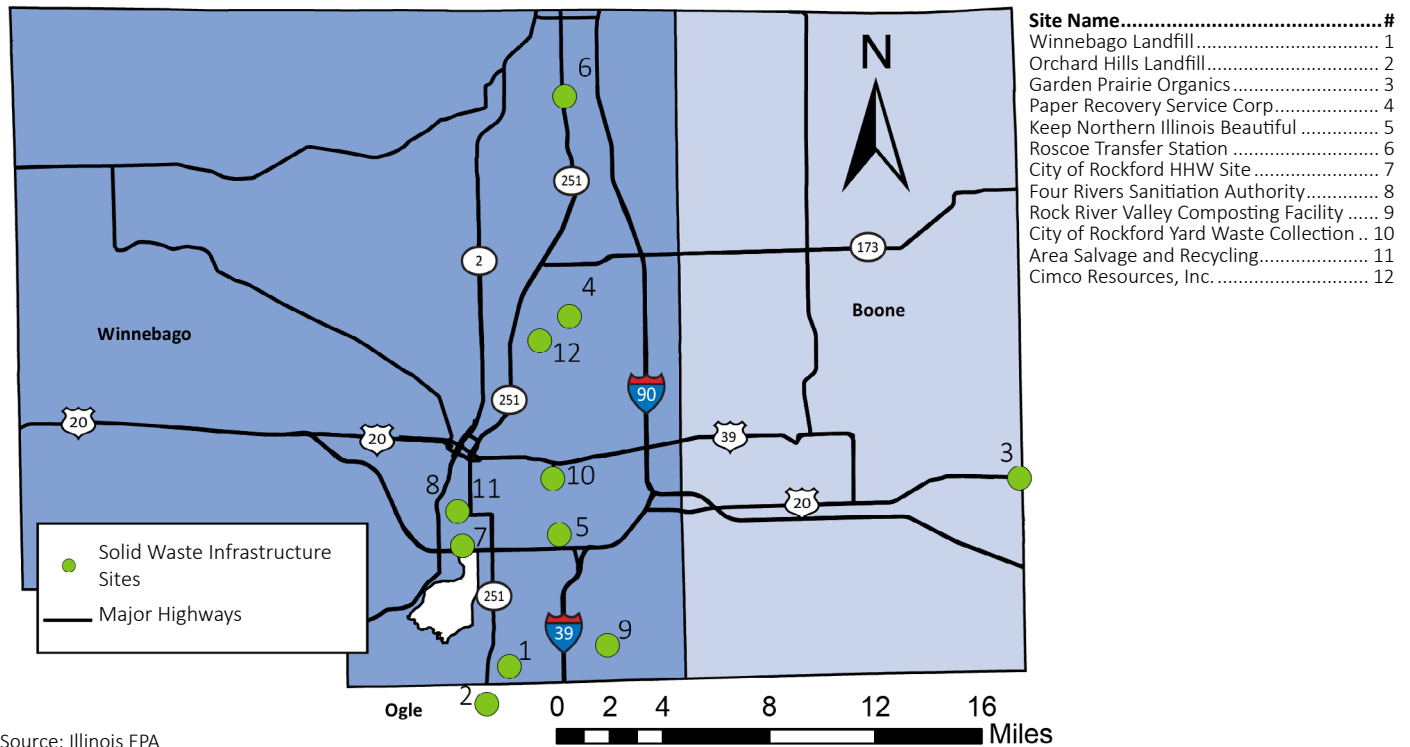 Site Name............................................#
Winnebago Landfill................................. 1
Orchard Hills Landfill............................... 2
Garden Prairie Organics........................... 3
Paper Recovery Service Corp................... 4
Keep Northern Illinois Beautiful ............... 5
Roscoe Transfer Station ........................... 6
City of Rockford HHW Site ...................... 7
Four Rivers Sanitiation Authority............. 8
Rock River Valley Composting Facility ...... 9
City of Rockford Yard Waste Collection .. 10
Area Salvage and Recycling.................... 11
Cimco Resources, Inc. ............................ 12
N
6
251
2
173
4
Boone
Winnebago
12
90
251
20
20
39
3
10
8
11
20
5
7
Solid Waste Infrastructure
Sites
Major Highways
251
39
9
1
2
Ogle
0 2 4 8 12 16
Miles
Source: Illinois EPA